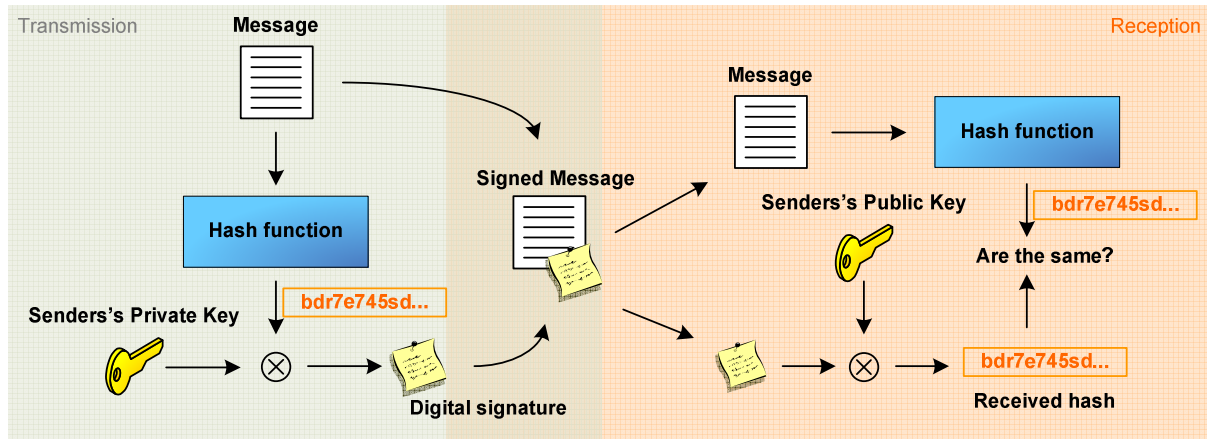 Transmission
Message
Hash function
bdr7e745sd...
Senders's Private Key
Digital signature
Signed Message
Reception
Message
Hash function
bdr7e745sd...
Senders's Public Key
Are the same?
bdr7e745sd...
Received hash